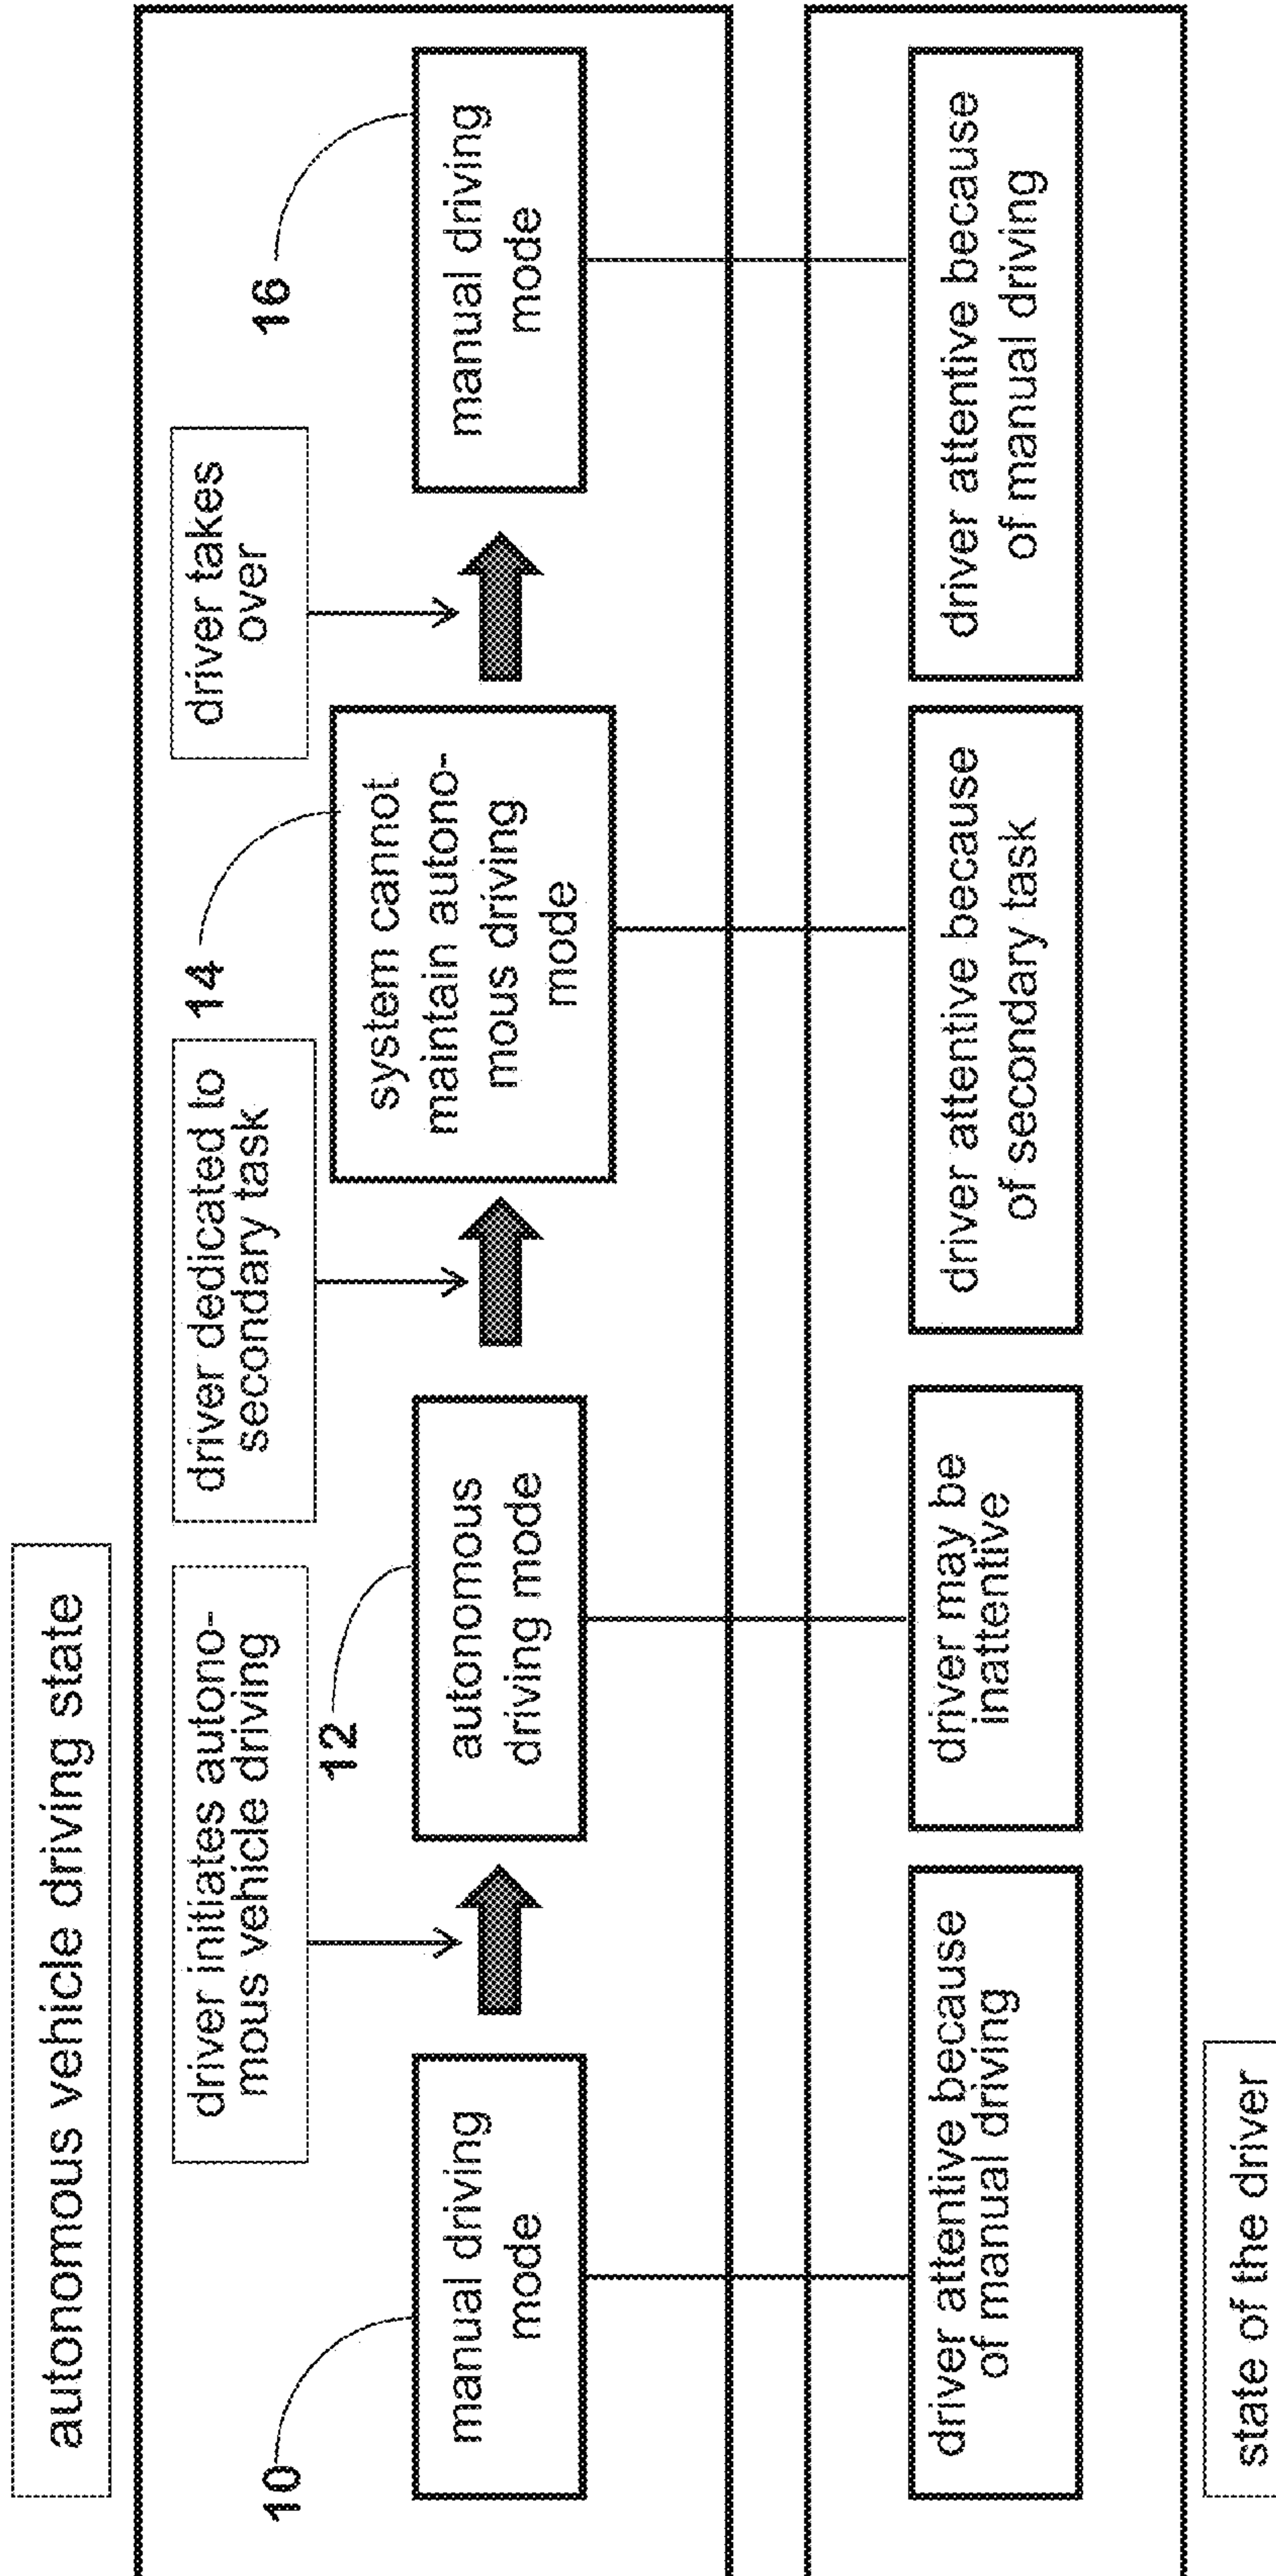 autonomous vehicle driving state
driver initiates autono-
mous vehicle driving
driver dedicated to
secondary task
driver takes
over
10
manual driving
mode
12
autonomous
driving mode
14
system cannot
maintain autono-
mous driving
mode
16
manual driving
mode
driver attentive because
of manual driving
driver may be
inattentive
driver attentive because
of secondary task
driver attentive because
of manual driving
state of the driver